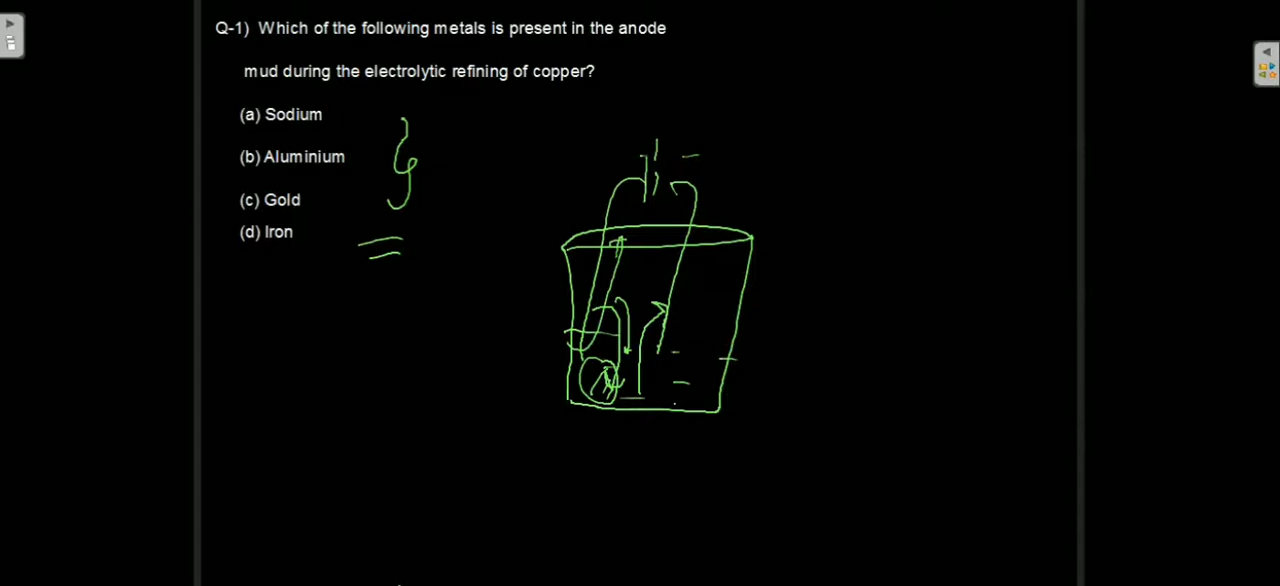 Q-1) Which of the following metals is present in the anode
mud during the electrolytic refining of copper?
(a) Sodium
(b) Aluminium
(c) Gold
(d) Iron